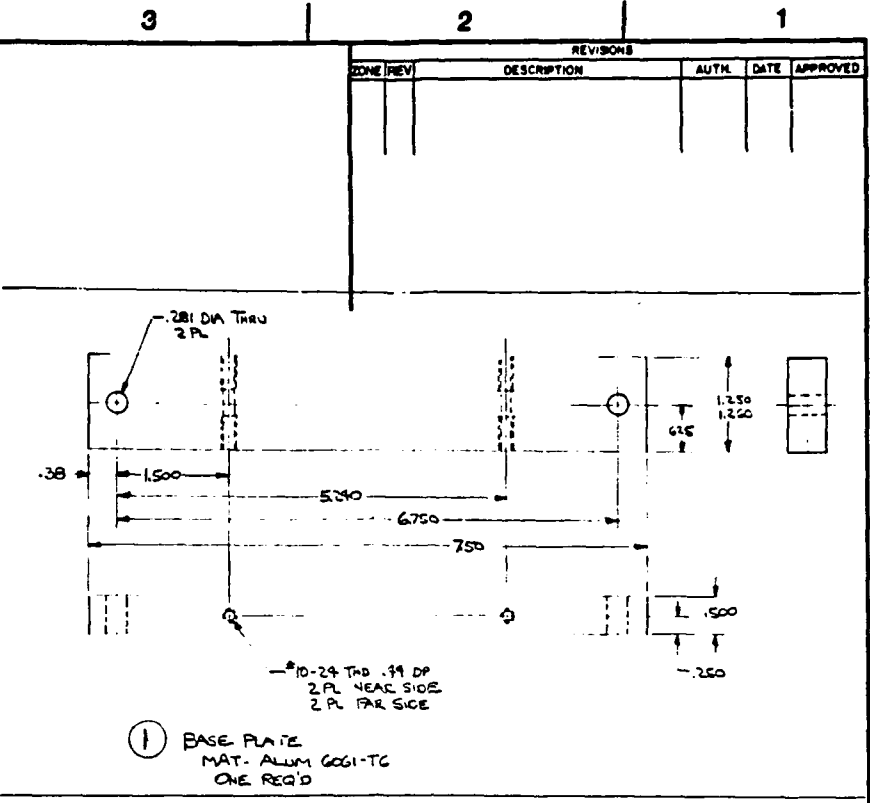 3 2 1
REVISIONS
ZONE REV DESCRIPTION AUTH. DATE APPROVED
.281 DIA THRU
2 PL
1.250
1.260
.625
.38 1.500
5.240
6.750
7.50
.500
.250
#10-24 THD DP
2 PL NEAR SIDE
2 PL FAR SIDE
1 BASE PLATE
MAT- ALUM 6061-T6
ONE REQ'D